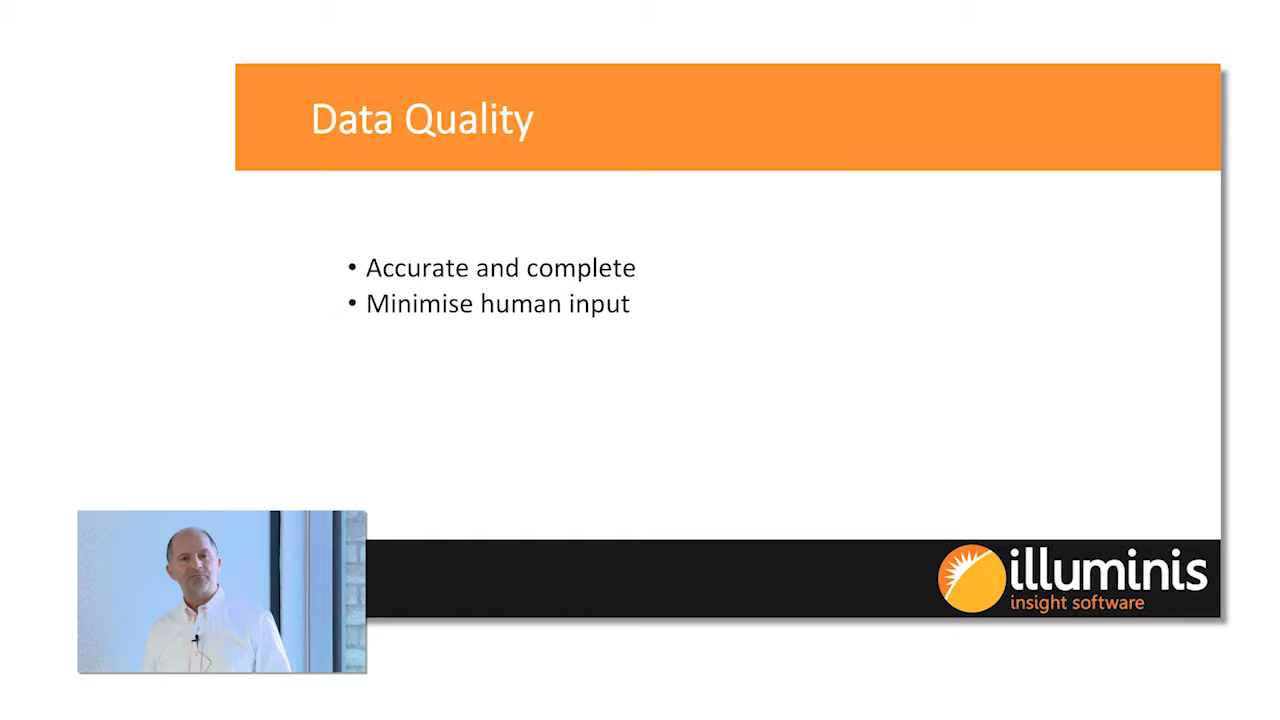 Data Quality
• Accurate and complete
• Minimise human input
illuminis
insight software